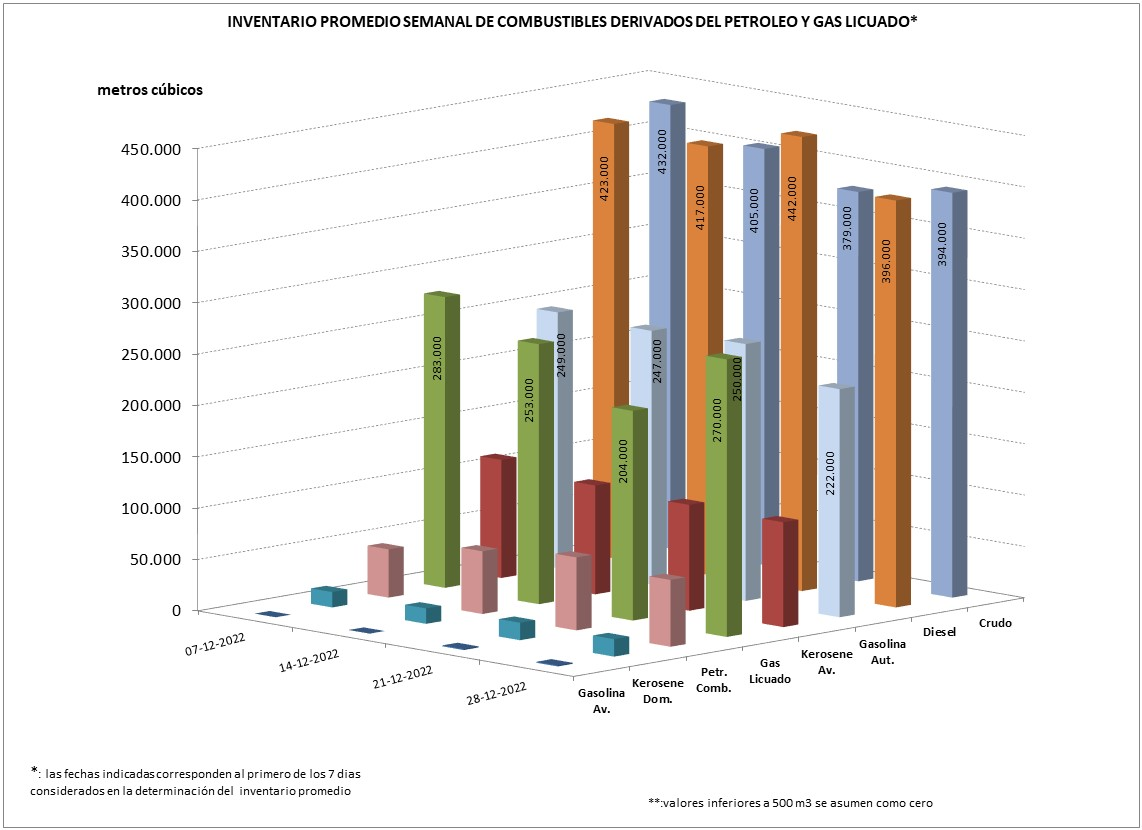 INVENTARIO PROMEDIO SEMANAL DE COMBUSTIBLES DERIVADOS DEL PETROLEO Y GAS LICUADO*
metros cúbicos
450.000
400.000
350.000
300.000
250.000
200.000
150.000
100.000
50.000
0
423.000
432.000
417.000
405.000
442.000
379.000
396.000
394.000
283.000
249.000
253.000
247.000
204.000
250.000
270.000
222.000
07-12-2022
14-12-2022
21-12-2022
28-12-2022
Gasolina
Av.
Kerosene
Dom.
Petr.
Comb.
Gas
Licuado
Kerosene
Av.
Gasolina
Aut.
Diesel
Crudo
*: las fechas indicadas corresponden al primero de los 7 dias
considerados en la determinación del inventario promedio
**:valores inferiores a 500 m3 se asumen como cero